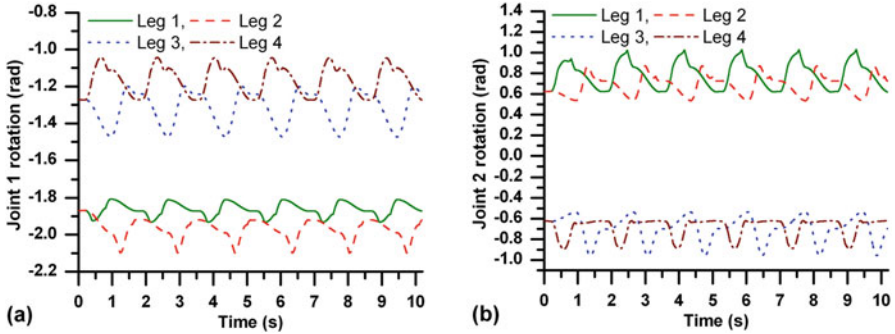 Leg 1, Leg 2
Leg 3, Leg 4
-0.8
-1.0
-1.2
-1.4
-1.6
-1.8
-2.0
-2.2
Joint 1 rotation (rad)
0 1 2 3 4 5 6 7 8 9 10
Time (s)
(a)
Leg 1, Leg 2
Leg 3, Leg 4
1.4
1.2
1.0
0.8
0.6
0.4
0.2
0.0
-0.2
-0.4
-0.6
-0.8
-1.0
Joint 2 rotation (rad)
0 1 2 3 4 5 6 7 8 9 10
Time (s)
(b)